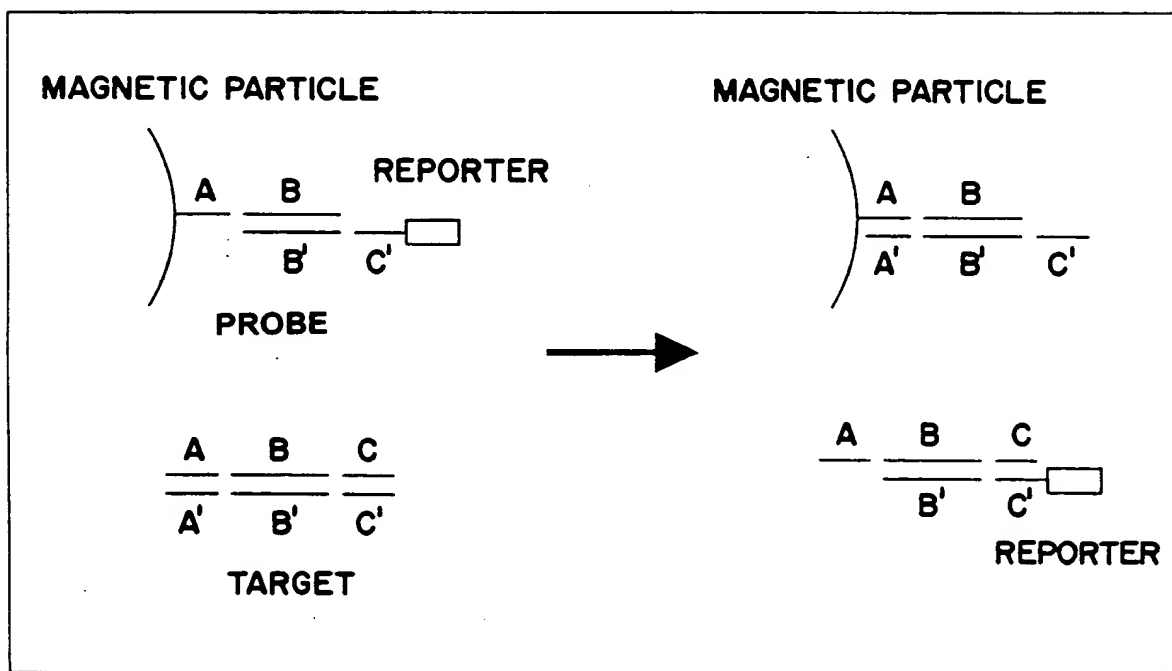 MAGNETIC PARTICLE
A B REPORTER
B' C'
PROBE
A B C
A' B' C'
TARGET
MAGNETIC PARTICLE
A B
A' B' C'
A B C
B' C'
REPORTER